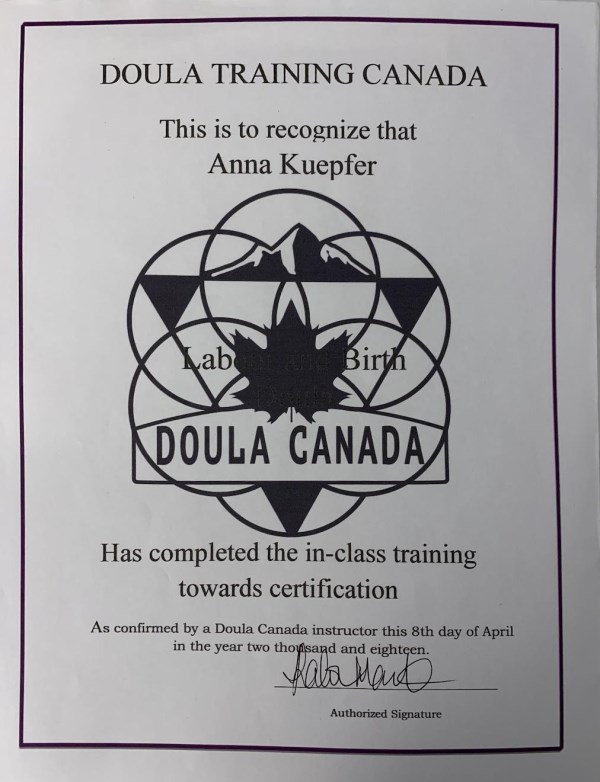 DOULA TRAINING CANADA
This is to recognize that
Anna Kuepfer
Birth
DOULA CANADA
Has completed the in-class training
towards certification
As confirmed by a Doula Canada instructor this 8th day of April
in the year two thousand and eighteen.
Authorized Signature